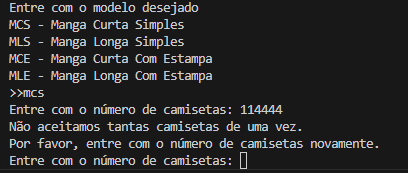 Entre com o modelo desejado
MCS - Manga Curta Simples
MLS - Manga Longa Simples
MCE - Manga Curta Com Estampa
MLE - Manga Longa Com Estampa
>>mcs
Entre com o número de camisetas: 114444
Não aceitamos tantas camisetas de uma vez.
Por favor, entre com o número de camisetas novamente.
Entre com o número de camisetas: